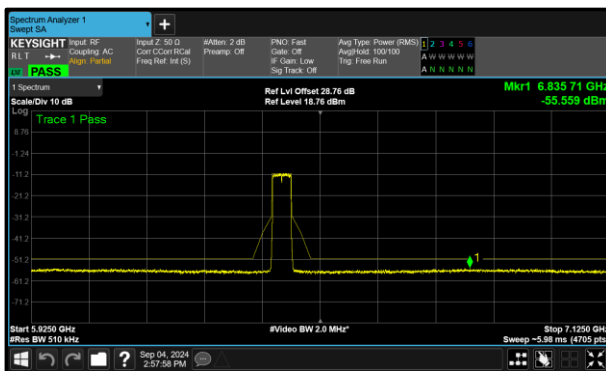 Spectrum Analyzer 1
Swept SA
+
KEYSIGHT Input: RF Input Z: 50 Ω #Atten: 2 dB PNO: Fast Avg Type: Power (RMS) 1 2 3 4 5 6
RLT Coupling: AC Corr CCorr RCal Preamp: Off Gate: Off Avg|Hold: 100/100 A W W W W W
Align: Partial Freq Ref: Int (S) IF Gain: Low Trig: Free Run
PASS Sig Track: Off A N N N N N
1 Spectrum Ref Lvl Offset 28.76 dB Mkr1 6.835 71 GHz
Scale/Div 10 dB Ref Level 18.76 dBm -55.559 dBm
Log
Trace 1 Pass
8.76
-1.24
-11.2
-21.2
-31.2
-41.2
-51.2
1
-61.2
-71.2
Start 5.9250 GHz #Video BW 2.0 MHz* Stop 7.1250 GHz
#Res BW 510 kHz Sweep ~5.98 ms (4705 pts)
? Sep 04, 2024
2:57:58 PM